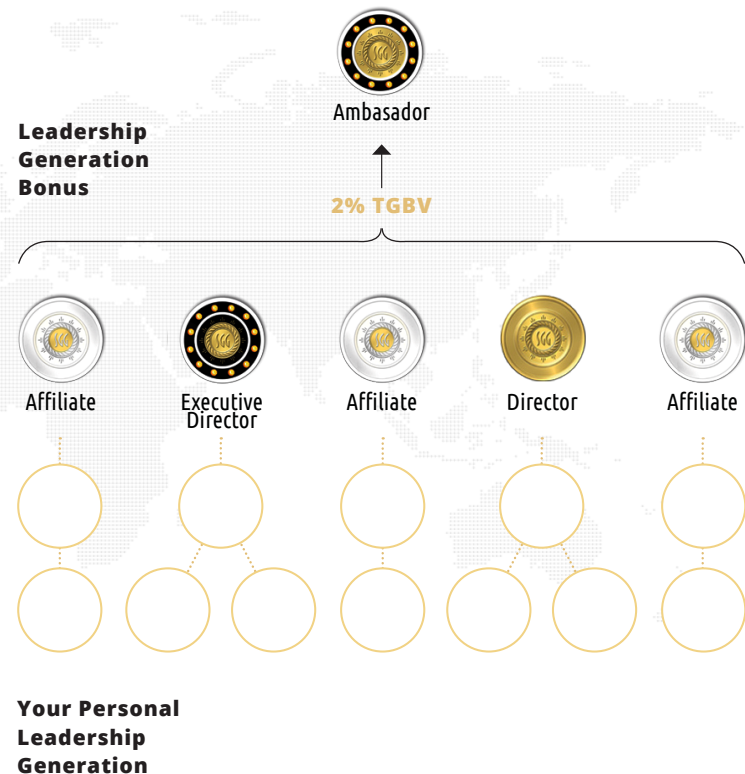 Ambasador
Leadership
Generation
Bonus
2% TGBV
Affiliate
Executive
Director
Affiliate
Director
Affiliate
Your Personal
Leadership
Generation